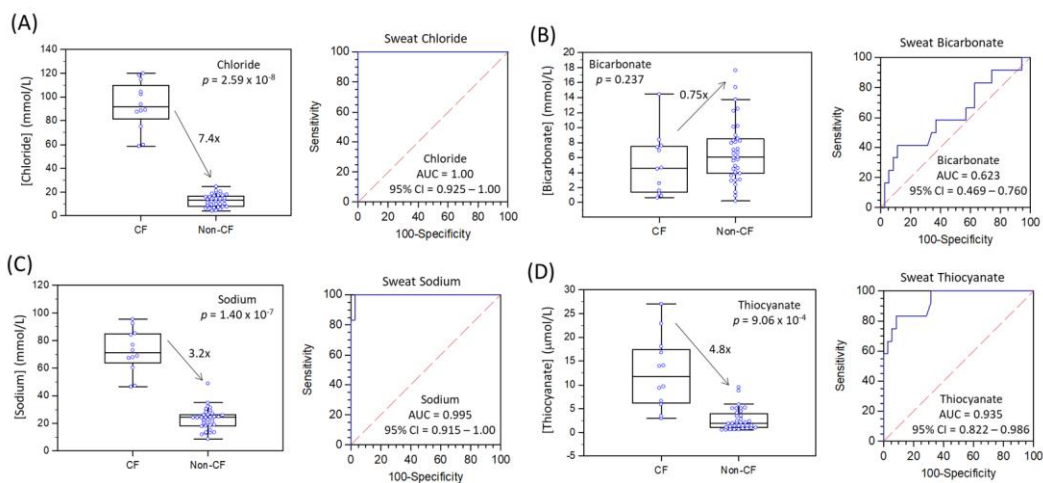 (A)
Chloride
p = 2.59 x 10-8
7.4x
[Chloride] (mmol/L)
140
120
100
80
60
40
20
0
CF
Non-CF
Sweat Chloride
Sensitivity
100
80
60
40
20
0
Chloride
AUC = 1.00
95% CI = 0.925 – 1.00
0 20 40 60 80 100
100-Specificity
(B)
Bicarbonate
p = 0.237
0.75x
[Bicarbonate] (mmol/L)
20
18
16
14
12
10
8
6
4
2
0
CF
Non-CF
Sweat Bicarbonate
Sensitivity
100
80
60
40
20
0
Bicarbonate
AUC = 0.623
95% CI = 0.469 – 0.760
0 20 40 60 80 100
100-Specificity
(C)
Sodium
p = 1.40 x 10-7
3.2x
[Sodium] (mmol/L)
120
100
80
60
40
20
0
CF
Non-CF
Sweat Sodium
Sensitivity
100
80
60
40
20
0
Sodium
AUC = 0.995
95% CI = 0.915 – 1.00
0 20 40 60 80 100
100-Specificity
(D)
Thiocyanate
p = 9.06 x 10-4
4.8x
[Thiocyanate] (μmol/L)
30
25
20
15
10
5
0
-5
CF
Non-CF
Sweat Thiocyanate
Sensitivity
100
80
60
40
20
0
Thiocyanate
AUC = 0.935
95% CI = 0.822 – 0.986
0 20 40 60 80 100
100-Specificity